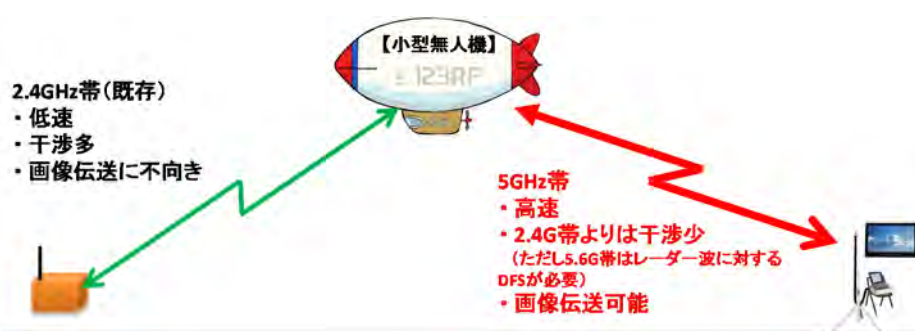 【小型無人機】
123RF
2.4GHz帯(既存)
・低速
・干渉多
・画像伝送に不向き
5GHz帯
・高速
・2.4G帯よりは干渉少
(ただし5.6G帯はレーダー波に対する
DFSが必要)
・画像伝送可能